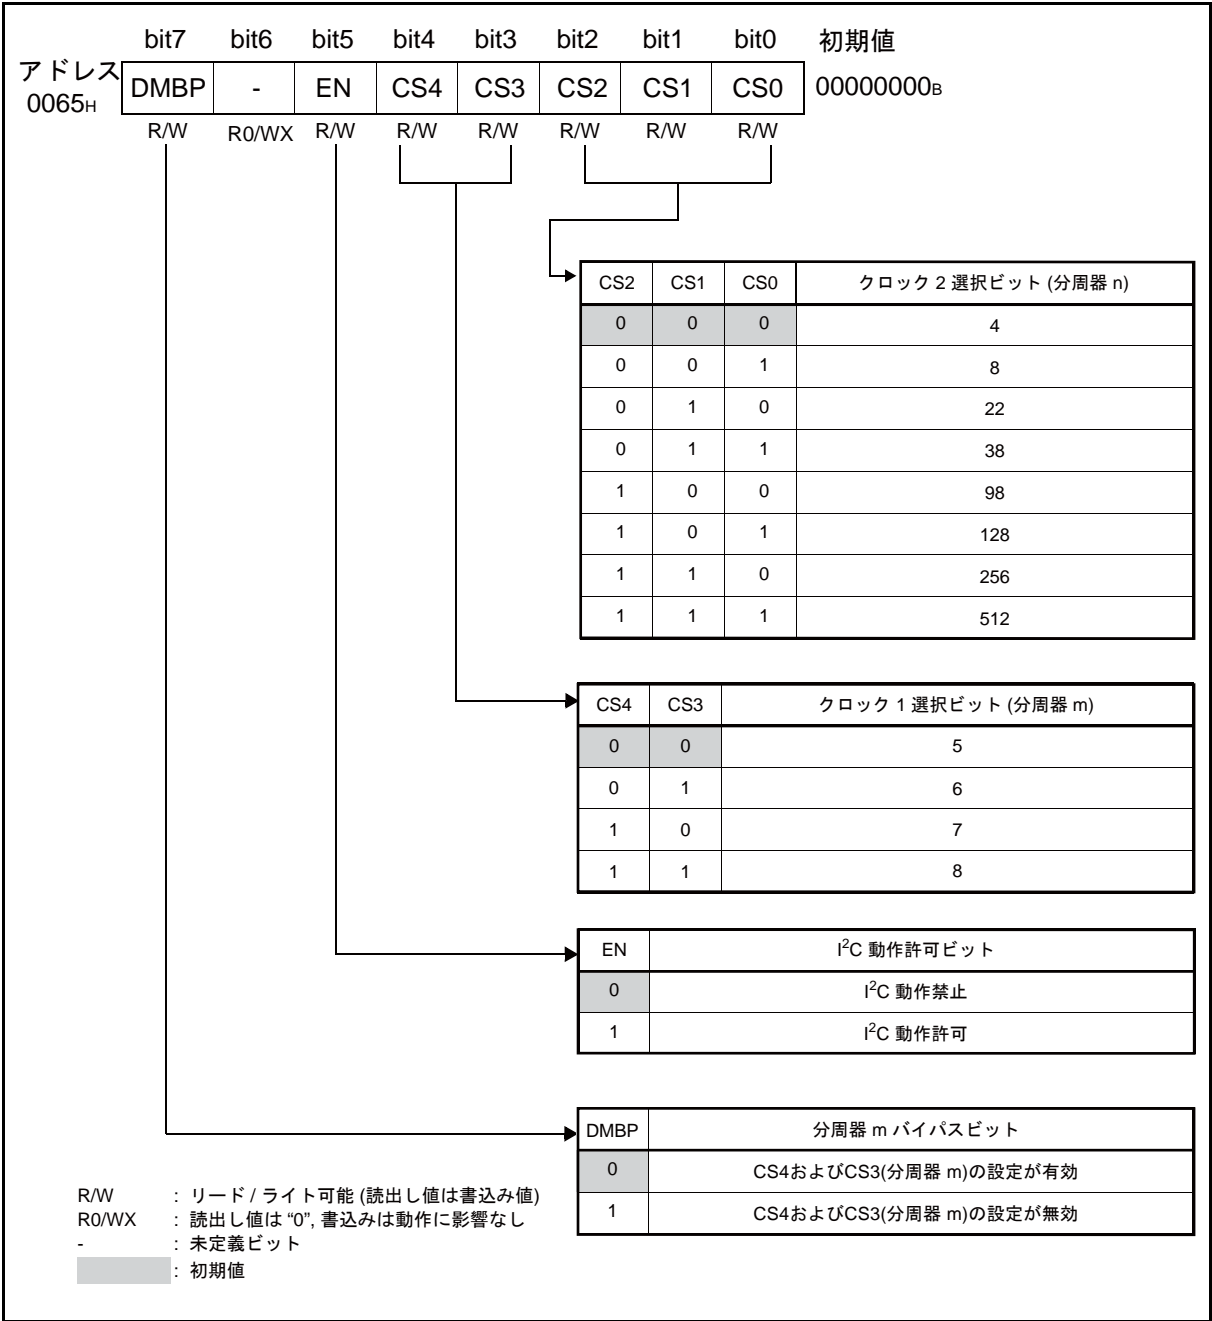 bit7 bit6 bit5 bit4 bit3 bit2 bit1 bit0 初期値
アドレス
0065H DMBP - EN CS4 CS3 CS2 CS1 CS0 00000000B
R/W R0/WX R/W R/W R/W R/W R/W R/W
CS2 CS1 CS0 クロック 2 選択ビット (分周器 n)
0 0 0 4
0 0 1 8
0 1 0 22
0 1 1 38
1 0 0 98
1 0 1 128
1 1 0 256
1 1 1 512
CS4 CS3 クロック 1 選択ビット (分周器 m)
0 0 5
0 1 6
1 0 7
1 1 8
EN I²C 動作許可ビット
0 I²C 動作禁止
1 I²C 動作許可
DMBP 分周器 m バイパスビット
0 CS4およびCS3(分周器 m)の設定が有効
1 CS4およびCS3(分周器 m)の設定が無効
R/W : リード / ライト可能 (読出し値は書込み値)
R0/WX : 読出し値は “0”, 書込みは動作に影響なし
- : 未定義ビット
: 初期値